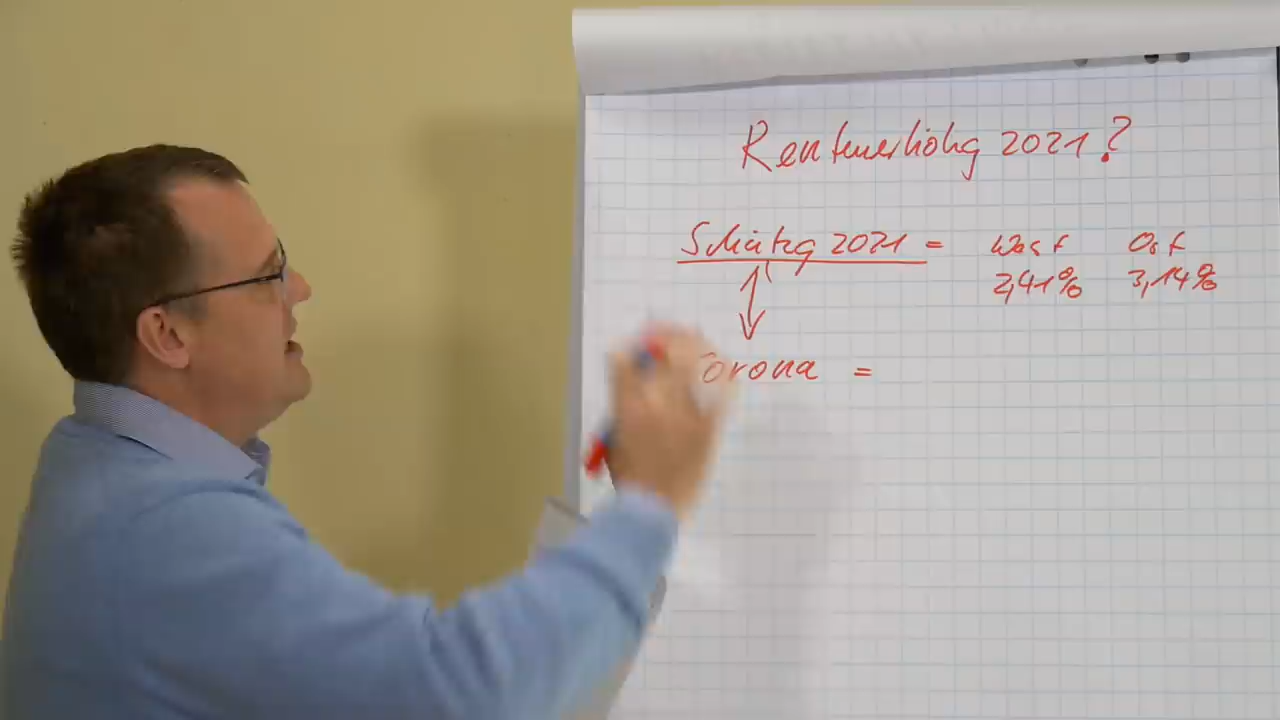 Rentenerhöhg 2021?
Schätzg 2021 = West Ost
2,41% 3,14%
Corona =